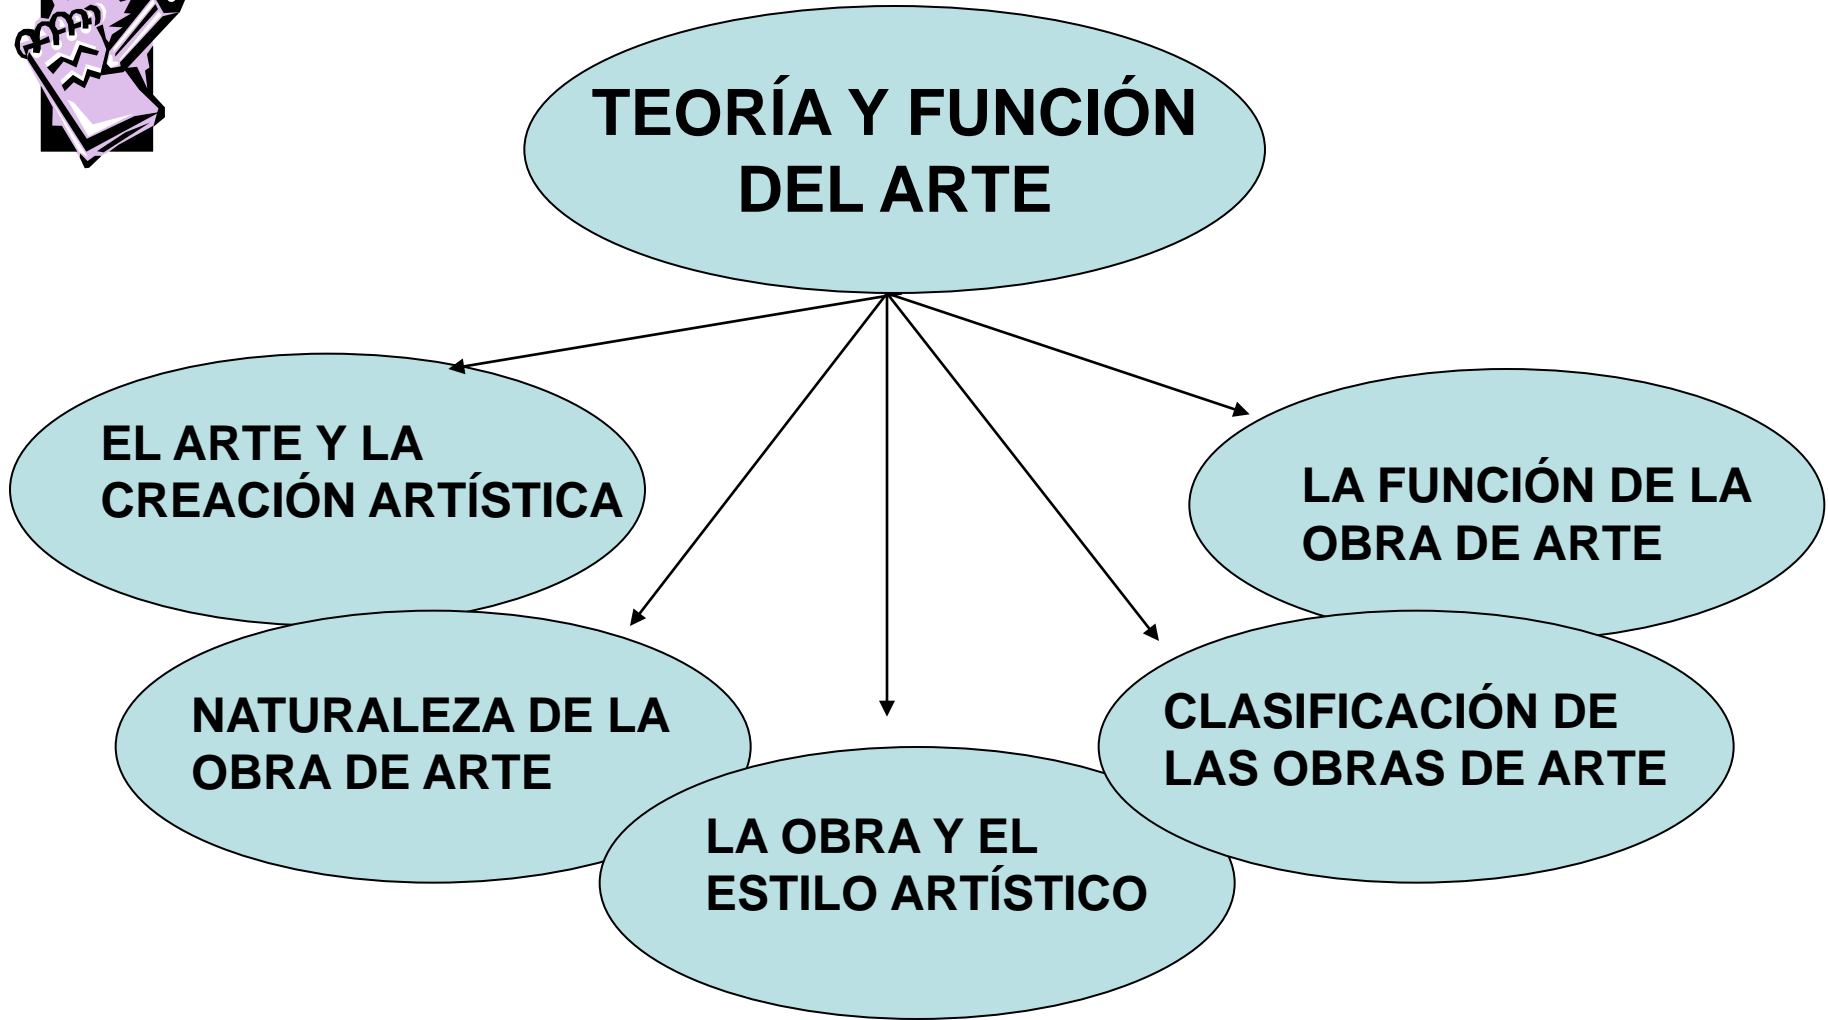 TEORÍA Y FUNCIÓN
DEL ARTE
EL ARTE Y LA
CREACIÓN ARTÍSTICA
LA FUNCIÓN DE LA
OBRA DE ARTE
NATURALEZA DE LA
OBRA DE ARTE
CLASIFICACIÓN DE
LAS OBRAS DE ARTE
LA OBRA Y EL
ESTILO ARTÍSTICO